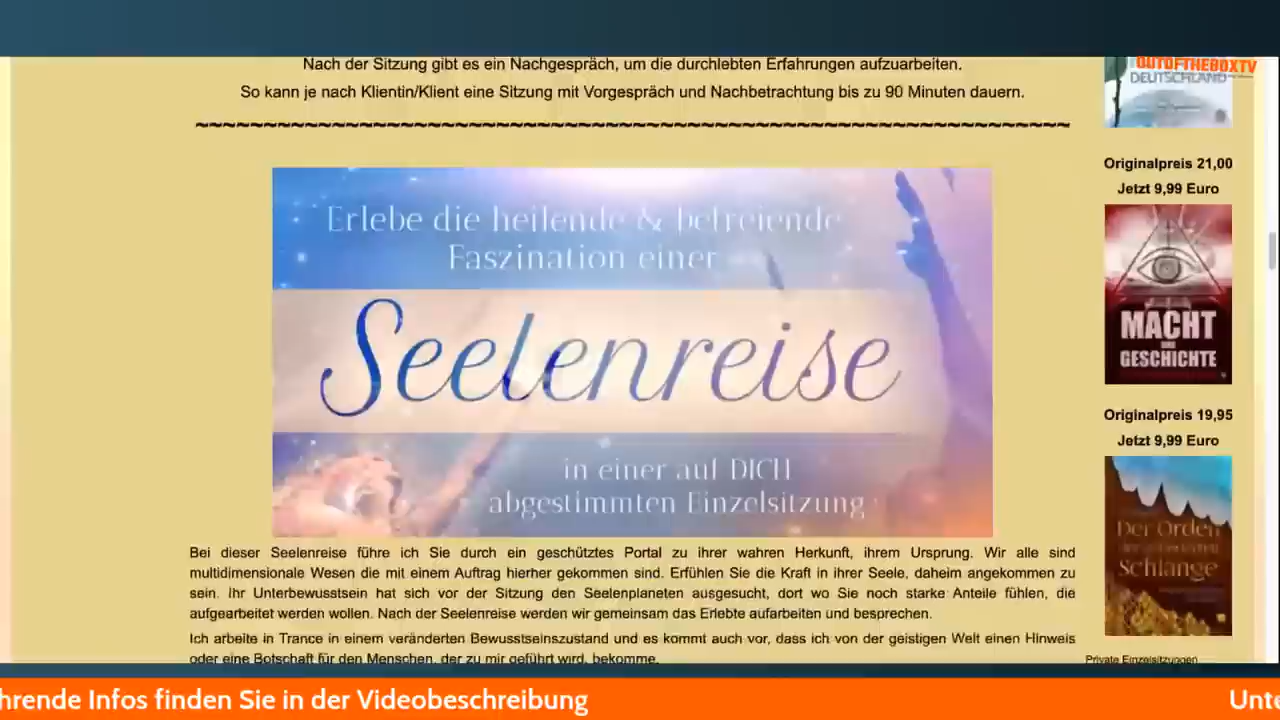 Nach der Sitzung gibt es ein Nachgespräch, um die durchlebten Erfahrungen aufzuarbeiten.
So kann je nach Klientin/Klient eine Sitzung mit Vorgespräch und Nachbetrachtung bis zu 90 Minuten dauern.
~~~~~~~~~~~~~~~~~~~~~~~~~~~~~~~~~~~~~~~~~~~~~~~~~~~~~~~~~~~~~~~~
Erlebe die heilende & befreiende
Faszination einer
Seelenreise
in einer auf DICH
abgestimmten Einzelsitzung
Bei dieser Seelenreise führe ich Sie durch ein geschütztes Portal zu ihrer wahren Herkunft, ihrem Ursprung. Wir alle sind
multidimensionale Wesen die mit einem Auftrag hierher gekommen sind. Erfühlen Sie die Kraft in ihrer Seele, daheim angekommen zu
sein. Ihr Unterbewusstsein hat sich vor der Sitzung den Seelenplaneten ausgesucht, dort wo Sie noch starke Anteile fühlen, die
aufgearbeitet werden wollen. Nach der Seelenreise werden wir gemeinsam das Erlebte aufarbeiten und besprechen.
Ich arbeite in Trance in einem veränderten Bewusstseinszustand und es kommt auch vor, dass ich von der geistigen Welt einen Hinweis
oder eine Botschaft für den Menschen, der zu mir geführt wird, bekomme.
OUTOFTHEBOXTV
DEUTSCHLAND
Originalpreis 21,00
Jetzt 9,99 Euro
MACHT
GESCHICHTE
Originalpreis 19,95
Jetzt 9,99 Euro
Der Orden
Schlange
Private Einzelsitzungen
hrende Infos finden Sie in der Videobeschreibung
Unte